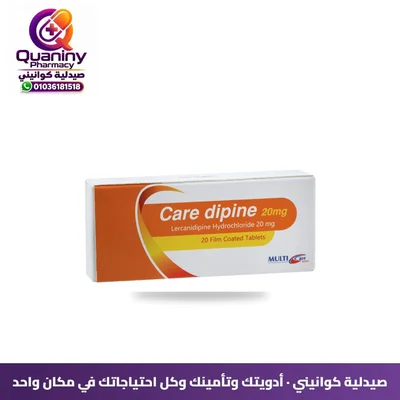 Quaniny
Pharmacy
صيدلية كوانيني
01036181518
Care dipine 20mg
Lercanidipine Hydrochloride 20 mg
20 Film Coated Tablets
MULTI
صيدلية كوانيني · أدويتك وتأمينك وكل احتياجاتك في مكان واحد